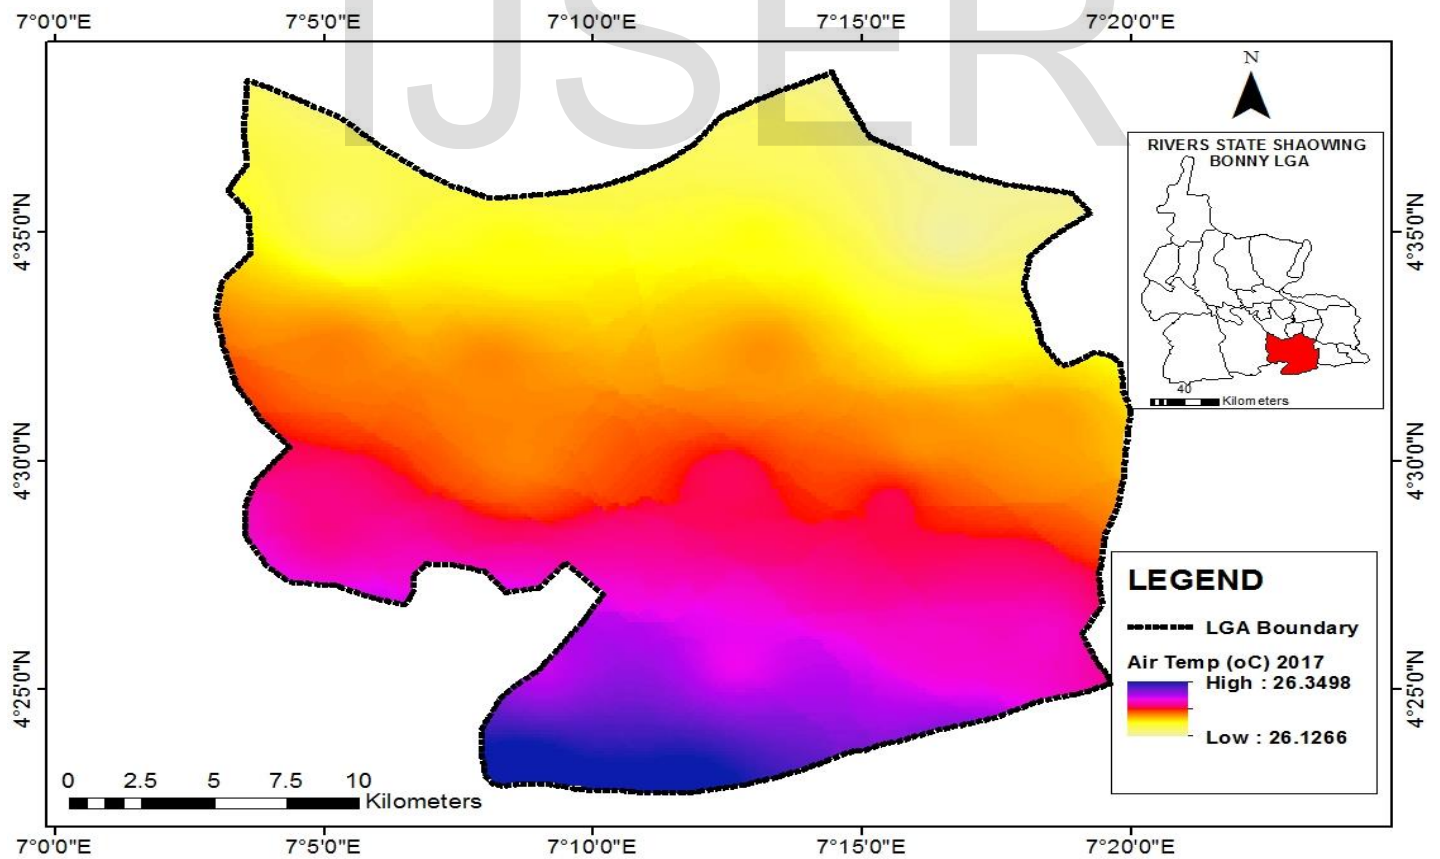 IJSER
7°0'0"E 7°5'0"E 7°10'0"E 7°15'0"E 7°20'0"E
N
RIVERS STATE SHAOWING
BONNY LGA
40
Kilometers
4°35'0"N 4°35'0"N
4°30'0"N 4°30'0"N
4°25'0"N 4°25'0"N
LEGEND
LGA Boundary
Air Temp (oC) 2017
High : 26.3498
Low : 26.1266
0 2.5 5 7.5 10
Kilometers
7°0'0"E 7°5'0"E 7°10'0"E 7°15'0"E 7°20'0"E